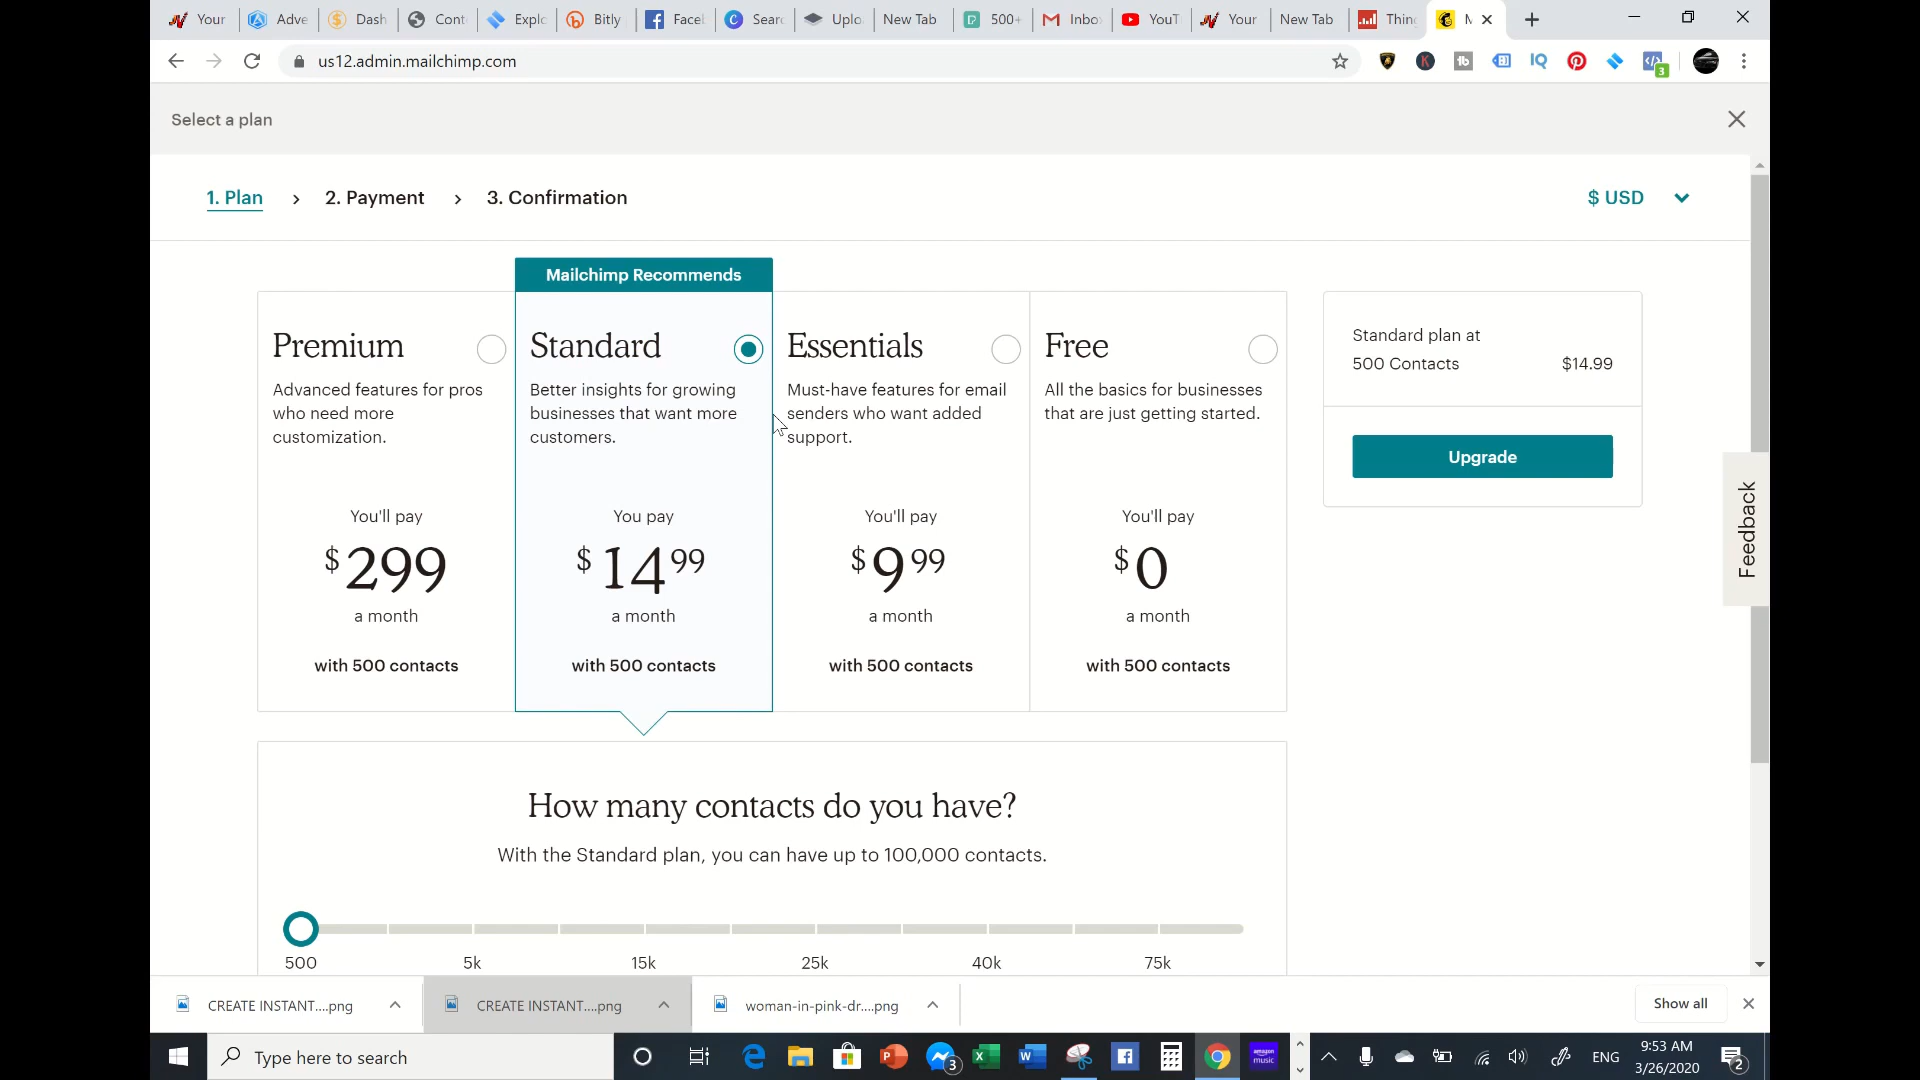 Your
Adve
Dash
Cont
Explo
Bitly
Face
Sear
Uplo
New Tab
500+
Inbo
YouT
Your
New Tab
Thing
us12.admin.mailchimp.com
3
Select a plan
1. Plan > 2. Payment > 3. Confirmation
$ USD
Mailchimp Recommends
Premium
Advanced features for pros
who need more
customization.
You'll pay
$299
a month
with 500 contacts
Standard
Better insights for growing
businesses that want more
customers.
You pay
$14 99
a month
with 500 contacts
Essentials
Must-have features for email
senders who want added
support.
You'll pay
$9 99
a month
with 500 contacts
Free
All the basics for businesses
that are just getting started.
You'll pay
$0
a month
with 500 contacts
Standard plan at
500 Contacts $14.99
Upgrade
Feedback
How many contacts do you have?
With the Standard plan, you can have up to 100,000 contacts.
500 5k 15k 25k 40k 75k
CREATE INSTANT....png
CREATE INSTANT....png
woman-in-pink-dr....png
Show all
Type here to search
3
amazon
music
ENG
9:53 AM
3/26/2020
2